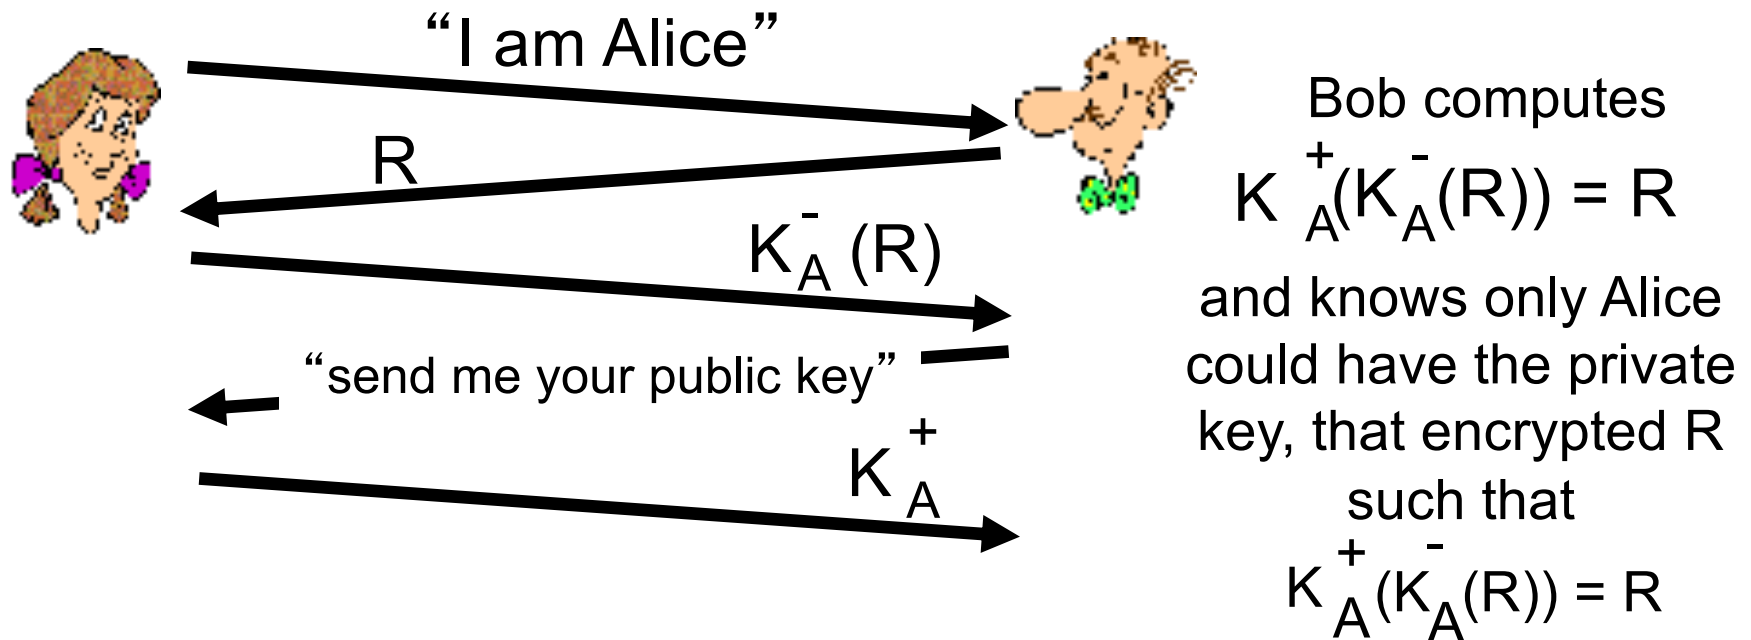 “I am Alice”
R
K_A^- (R)
“send me your public key”
K_A^+
Bob computes
K_A^+(K_A^-(R)) = R
and knows only Alice
could have the private
key, that encrypted R
such that
K_A^+(K_A^-(R)) = R